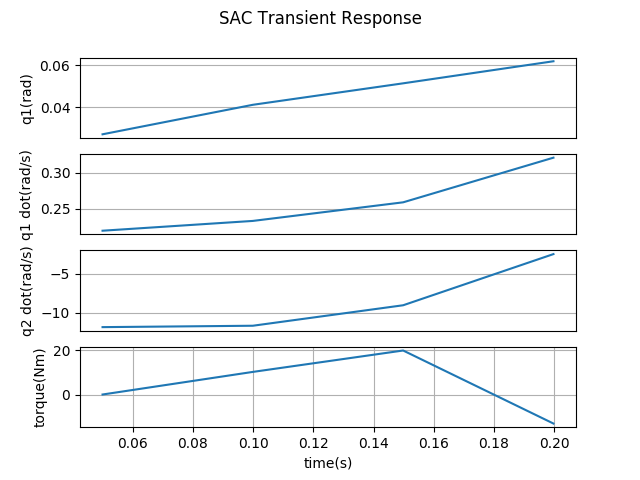 SAC Transient Response
q1(rad)
0.06
0.04
q1 dot(rad/s)
0.30
0.25
q2 dot(rad/s)
−5
−10
torque(Nm)
20
0
0.06 0.08 0.10 0.12 0.14 0.16 0.18 0.20
time(s)